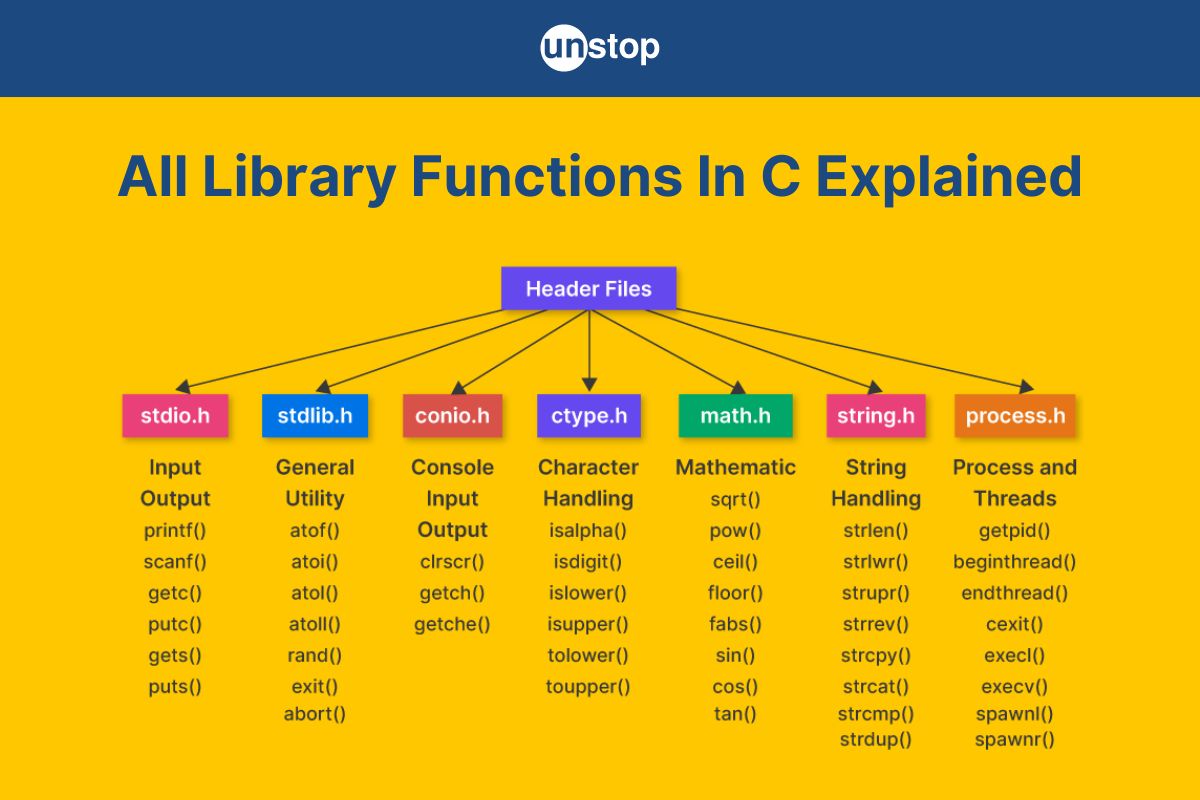 unstop
All Library Functions In C Explained
Header Files
stdio.h
Input
Output
printf()
scanf()
getc()
putc()
gets()
puts()
stdlib.h
General
Utility
atof()
atoi()
atol()
atoll()
rand()
exit()
abort()
conio.h
Console
Input
Output
clrscr()
getch()
getche()
ctype.h
Character
Handling
isalpha()
isdigit()
islower()
isupper()
tolower()
toupper()
math.h
Mathematic
sqrt()
pow()
ceil()
floor()
fabs()
sin()
cos()
tan()
string.h
String
Handling
strlen()
strlwr()
strupr()
strrev()
strcpy()
strcat()
strcmp()
strdup()
process.h
Process and
Threads
getpid()
beginthread()
endthread()
cexit()
execl()
execv()
spawnl()
spawnr()